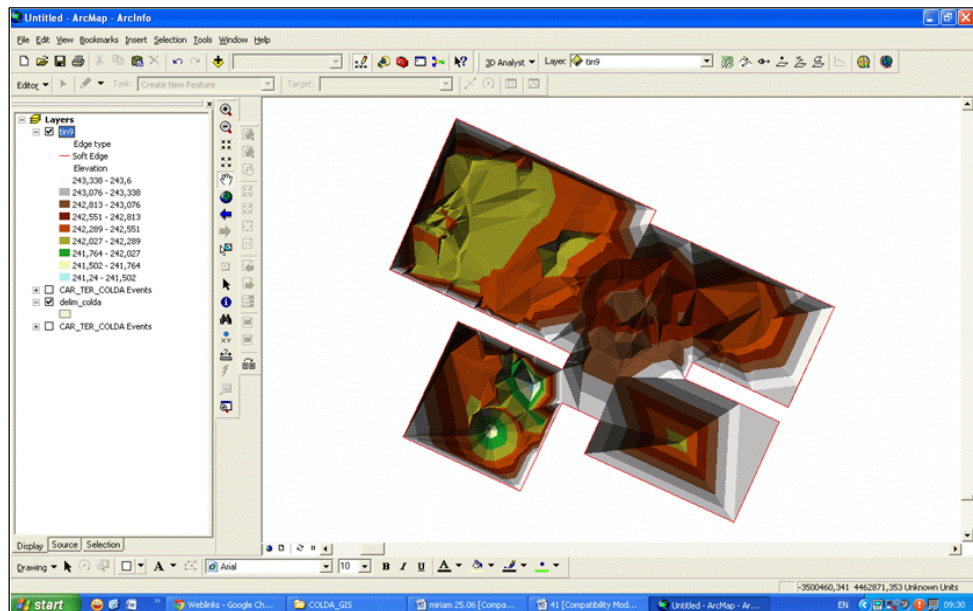 Untitled - ArcMap - ArcInfo
File Edit View Bookmarks Insert Selection Tools Window Help
3D Analyst Layer: tin9
Editor Task: Create New Feature Target:
Layers
tin9
Edge type
Soft Edge
Elevation
243,338 - 243,6
243,076 - 243,338
242,813 - 243,076
242,551 - 242,813
242,289 - 242,551
242,027 - 242,289
241,764 - 242,027
241,502 - 241,764
241,24 - 241,502
CAR_TER_COLDA Events
delim_colda
CAR_TER_COLDA Events
Display Source Selection
Drawing A Arial 10 B I U A
-3500460,341 4462871,353 Unknown Units
start Weblinks - Google Ch... COLDA_GIS miriam 25.06 [Compa... 41 [Compatibility Mod... Untitled - ArcMap - Ar... EN 09:30